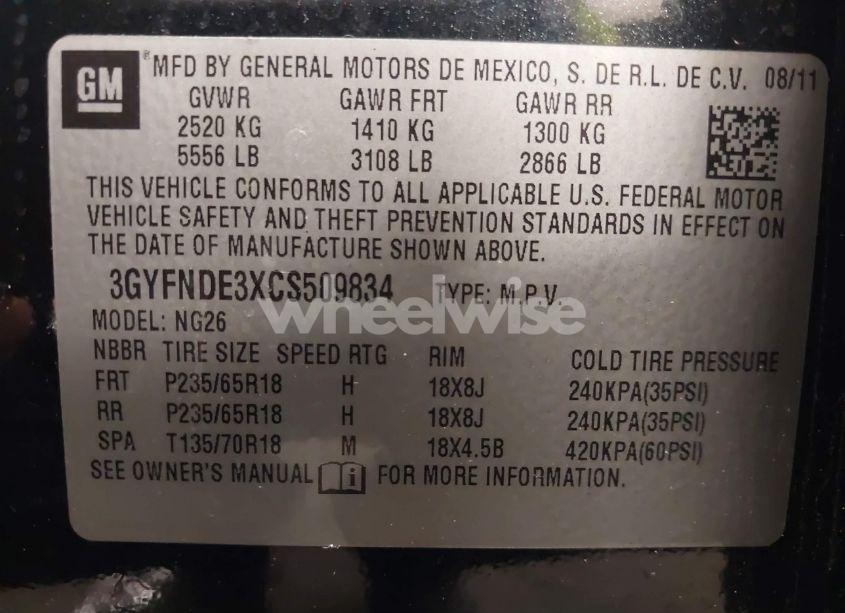 GM
MFD BY GENERAL MOTORS DE MEXICO, S. DE R.L. DE C.V. 08/11
GVWR GAWR FRT GAWR RR
2520 KG 1410 KG 1300 KG
5556 LB 3108 LB 2866 LB
THIS VEHICLE CONFORMS TO ALL APPLICABLE U.S. FEDERAL MOTOR
VEHICLE SAFETY AND THEFT PREVENTION STANDARDS IN EFFECT ON
THE DATE OF MANUFACTURE SHOWN ABOVE.
3GYFNDE3XCS509834 TYPE: M.P.V.
wheelwise
MODEL: NG26
NBBR TIRE SIZE SPEED RTG RIM COLD TIRE PRESSURE
FRT P235/65R18 H 18X8J 240KPA(35PSI)
RR P235/65R18 H 18X8J 240KPA(35PSI)
SPA T135/70R18 M 18X4.5B 420KPA(60PSI)
SEE OWNER'S MANUAL i FOR MORE INFORMATION.